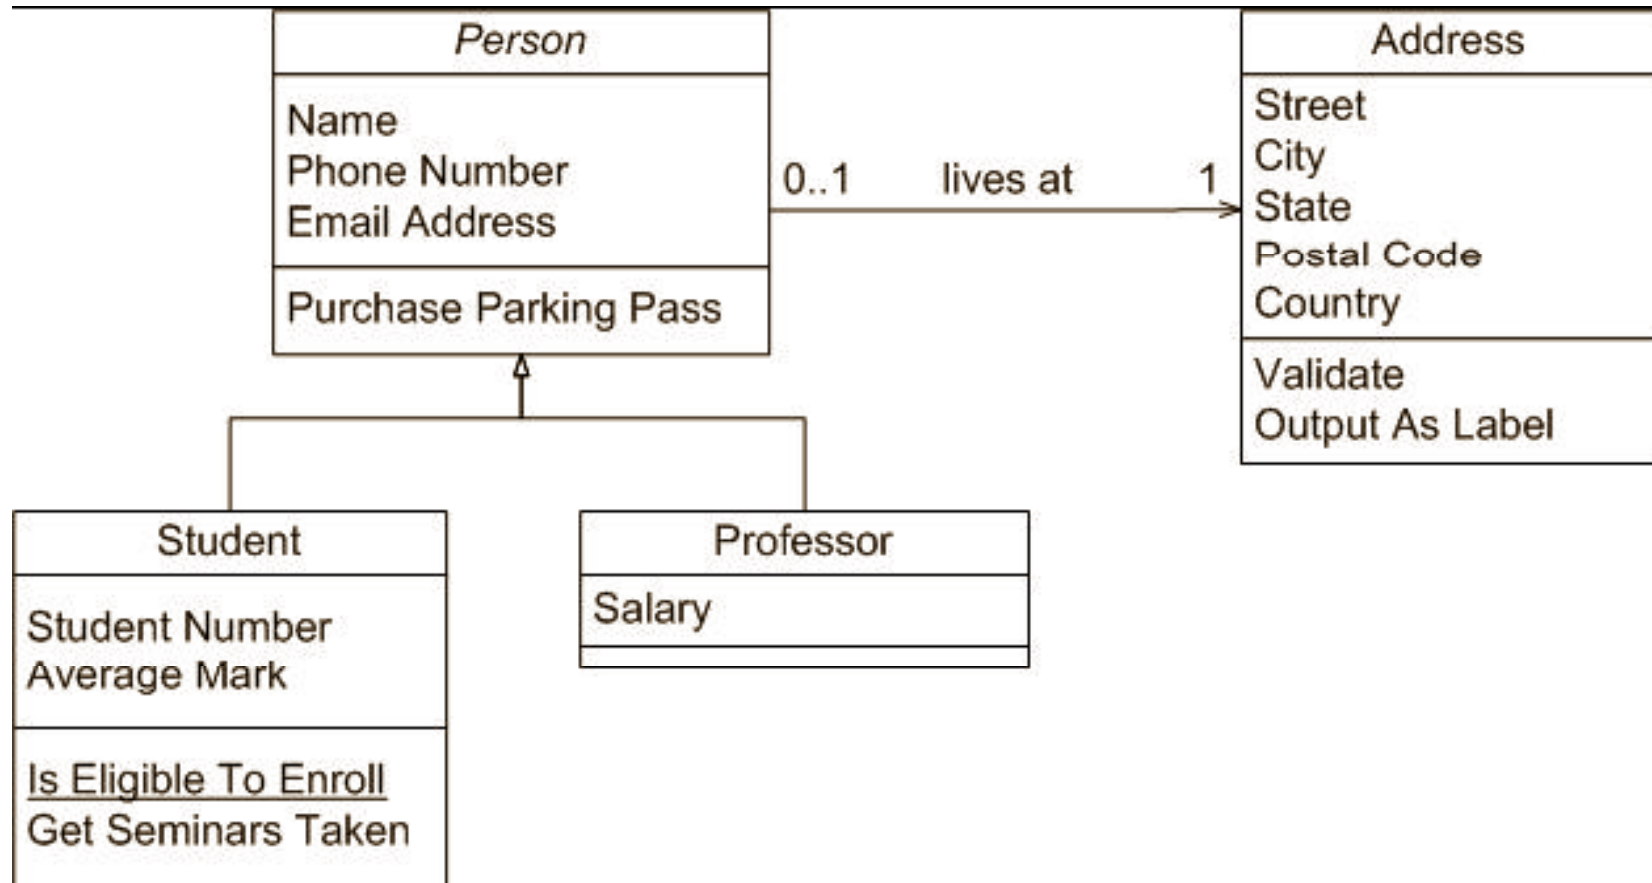 Person
Name
Phone Number
Email Address
Purchase Parking Pass
0..1 lives at 1
Address
Street
City
State
Postal Code
Country
Validate
Output As Label
Student
Student Number
Average Mark
Is Eligible To Enroll
Get Seminars Taken
Professor
Salary